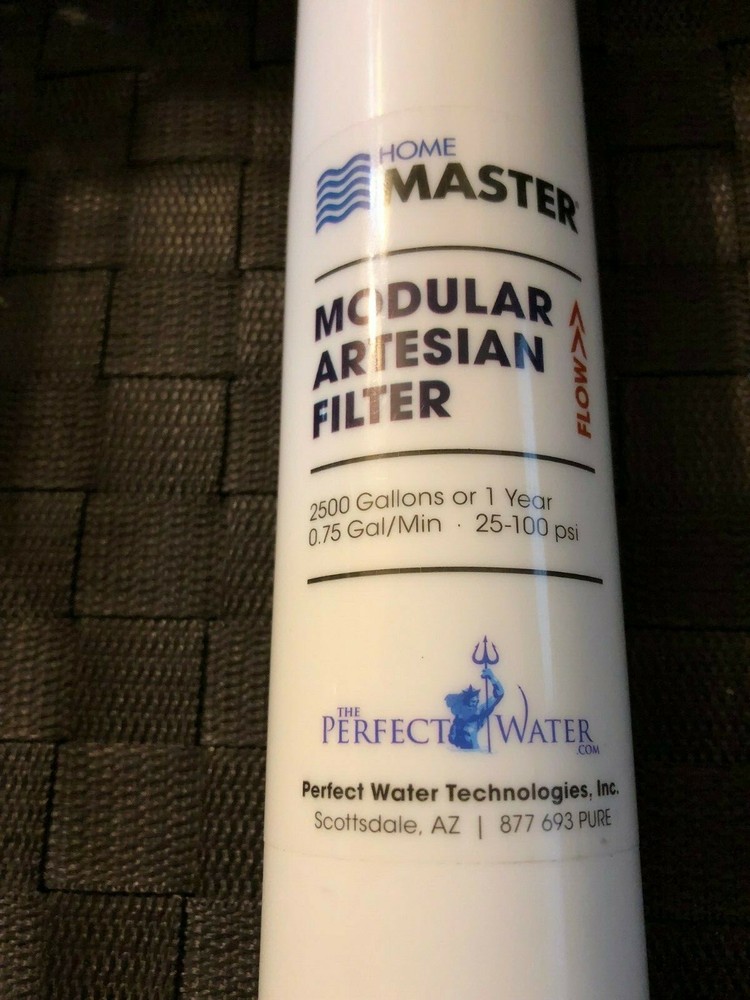 HOME
MASTER®
MODULAR
ARTESIAN
FILTER
FLOW>>
2500 Gallons or 1 Year
0.75 Gal/Min · 25-100 psi
THE
PERFECT WATER
.COM
Perfect Water Technologies, Inc.
Scottsdale, AZ | 877 693 PURE